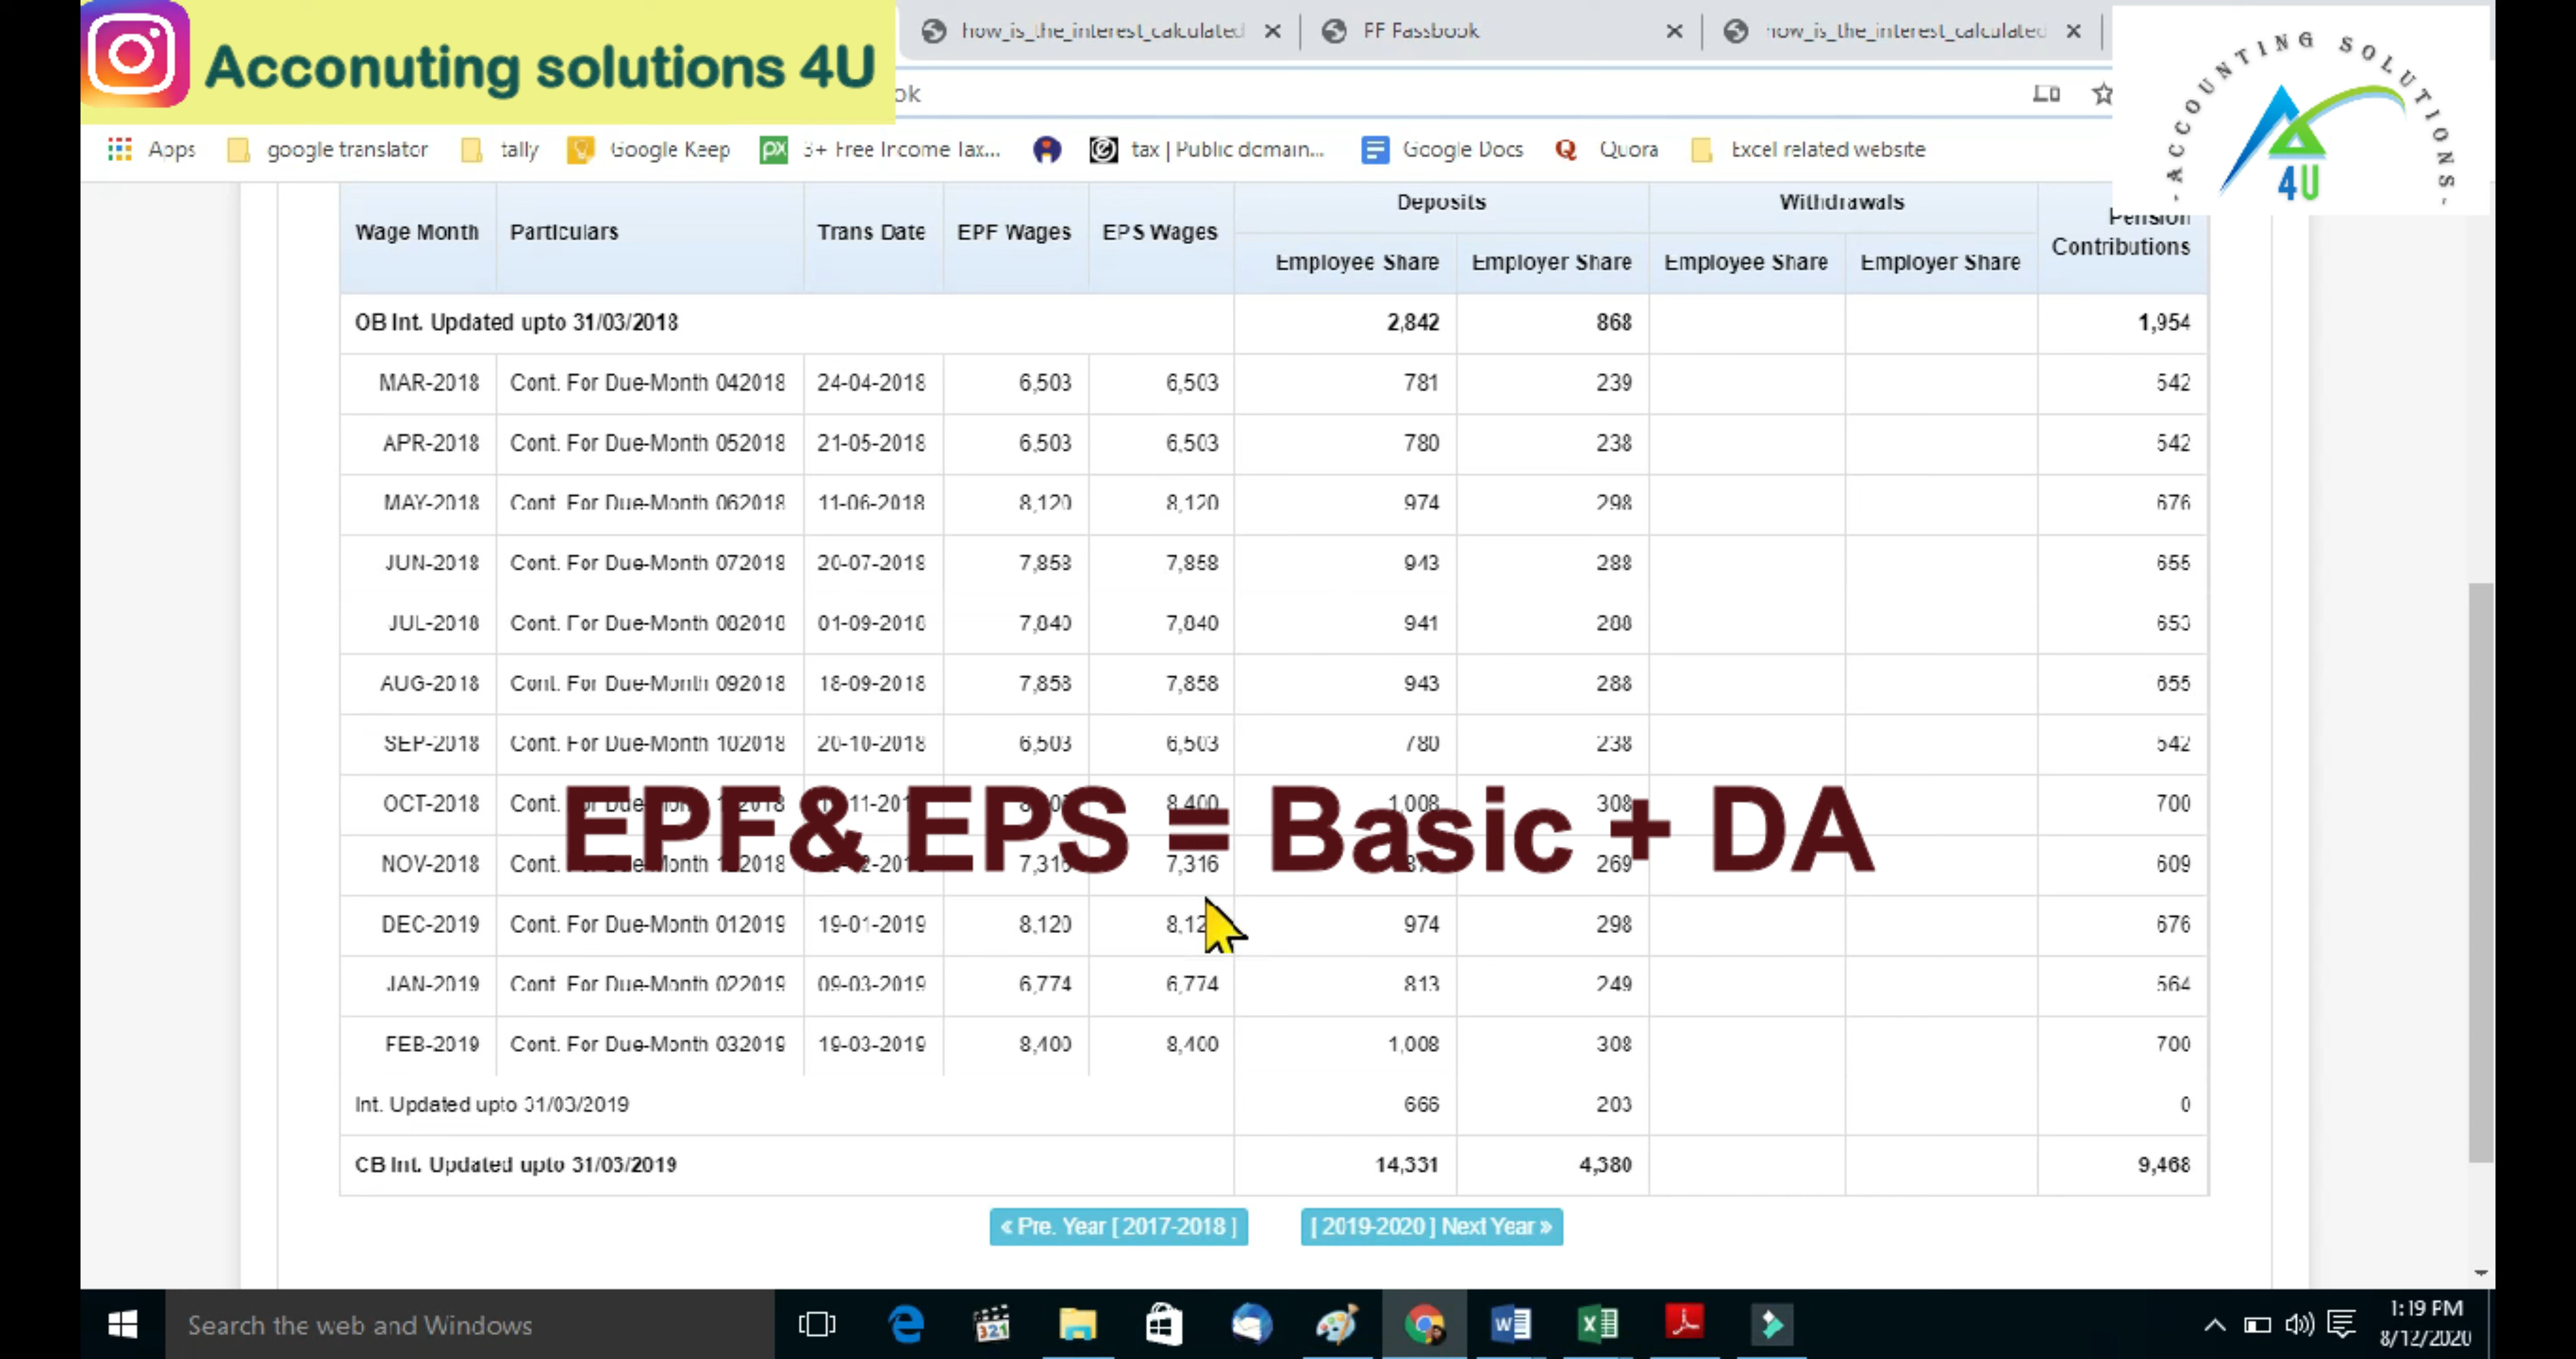 Acconuting solutions 4U
how_is_the_interest_calculated
PF Passbook
how_is_the_interest_calculated
ok
ACCOUNTING SOLUTIONS
4U
Apps google translator tally Google Keep 3+ Free Income Tax... tax | Public domain... Google Docs Quora Excel related website
Deposits Withdrawals Pension
Wage Month Particulars Trans Date EPF Wages EPS Wages Contributions
Employee Share Employer Share Employee Share Employer Share
OB Int. Updated upto 31/03/2018 2,842 868 1,954
MAR-2018 Cont. For Due-Month 042018 24-04-2018 6,503 6,503 781 239 542
APR-2018 Cont. For Due-Month 052018 21-05-2018 6,503 6,503 780 238 542
MAY-2018 Cont. For Due-Month 062018 11-06-2018 8,120 8,120 974 298 676
JUN-2018 Cont. For Due-Month 072018 20-07-2018 7,858 7,858 943 288 655
JUL-2018 Cont. For Due-Month 082018 01-09-2018 7,840 7,840 941 288 653
AUG-2018 Cont. For Due-Month 092018 18-09-2018 7,858 7,858 943 288 655
SEP-2018 Cont. For Due-Month 102018 20-10-2018 6,503 6,503 780 238 542
OCT-2018 Cont. 8,400 1,008 308 700
EPF& EPS = Basic + DA
NOV-2018 Cont. 7,316 7,316 269 609
DEC-2019 Cont. For Due-Month 012019 19-01-2019 8,120 8,12 974 298 676
JAN-2019 Cont. For Due-Month 022019 09-03-2019 6,774 6,774 813 249 564
FEB-2019 Cont. For Due-Month 032019 19-03-2019 8,400 8,400 1,008 308 700
Int. Updated upto 31/03/2019 666 203 0
CB Int. Updated upto 31/03/2019 14,331 4,380 9,468
« Pre. Year [ 2017-2018 ] [ 2019-2020 ] Next Year »
Search the web and Windows
1:19 PM
8/12/2020